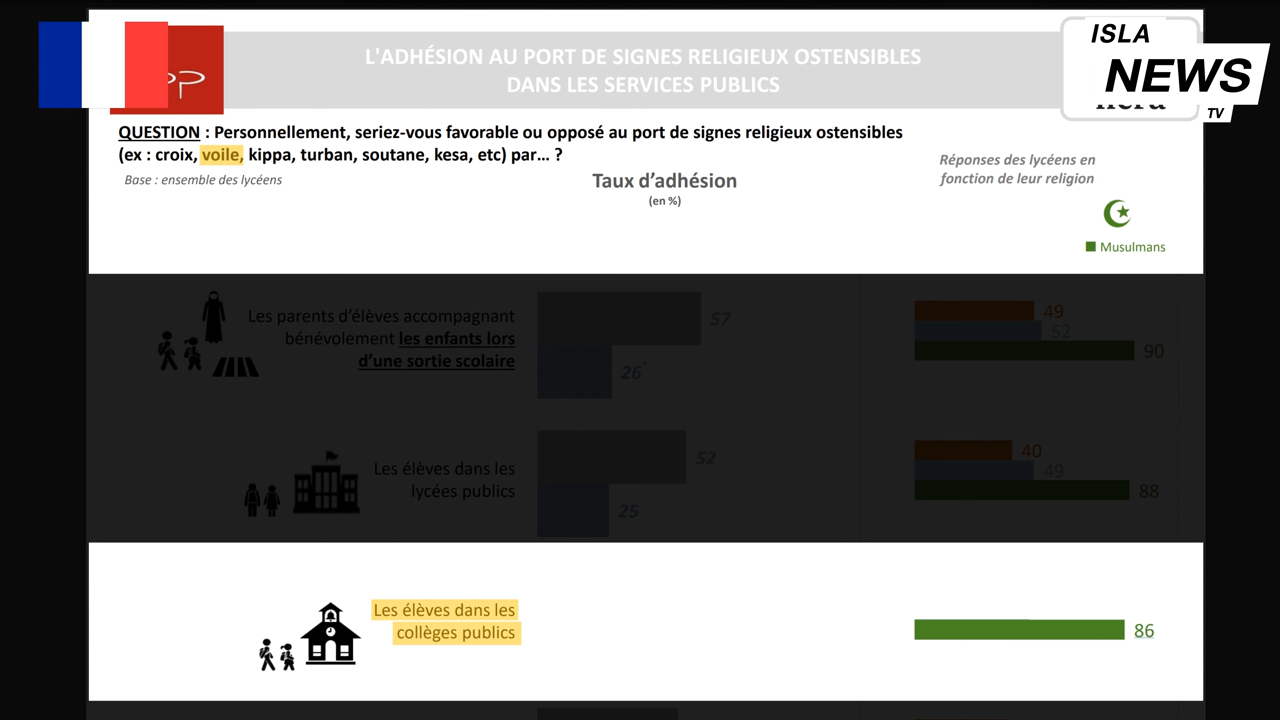 L'ADHÉSION AU PORT DE SIGNES RELIGIEUX OSTENSIBLES
DANS LES SERVICES PUBLICS
ISLA
NEWS
TV
QUESTION : Personnellement, seriez-vous favorable ou opposé au port de signes religieux ostensibles
(ex : croix, voile, kippa, turban, soutane, kesa, etc) par... ?
Base : ensemble des lycéens
Taux d'adhésion
(en %)
Réponses des lycéens en
fonction de leur religion
Musulmans
Les parents d'élèves accompagnant
bénévolement les enfants lors
d'une sortie scolaire
57
26
49
52
90
Les élèves dans les
lycées publics
52
25
40
49
88
Les élèves dans les
collèges publics
86